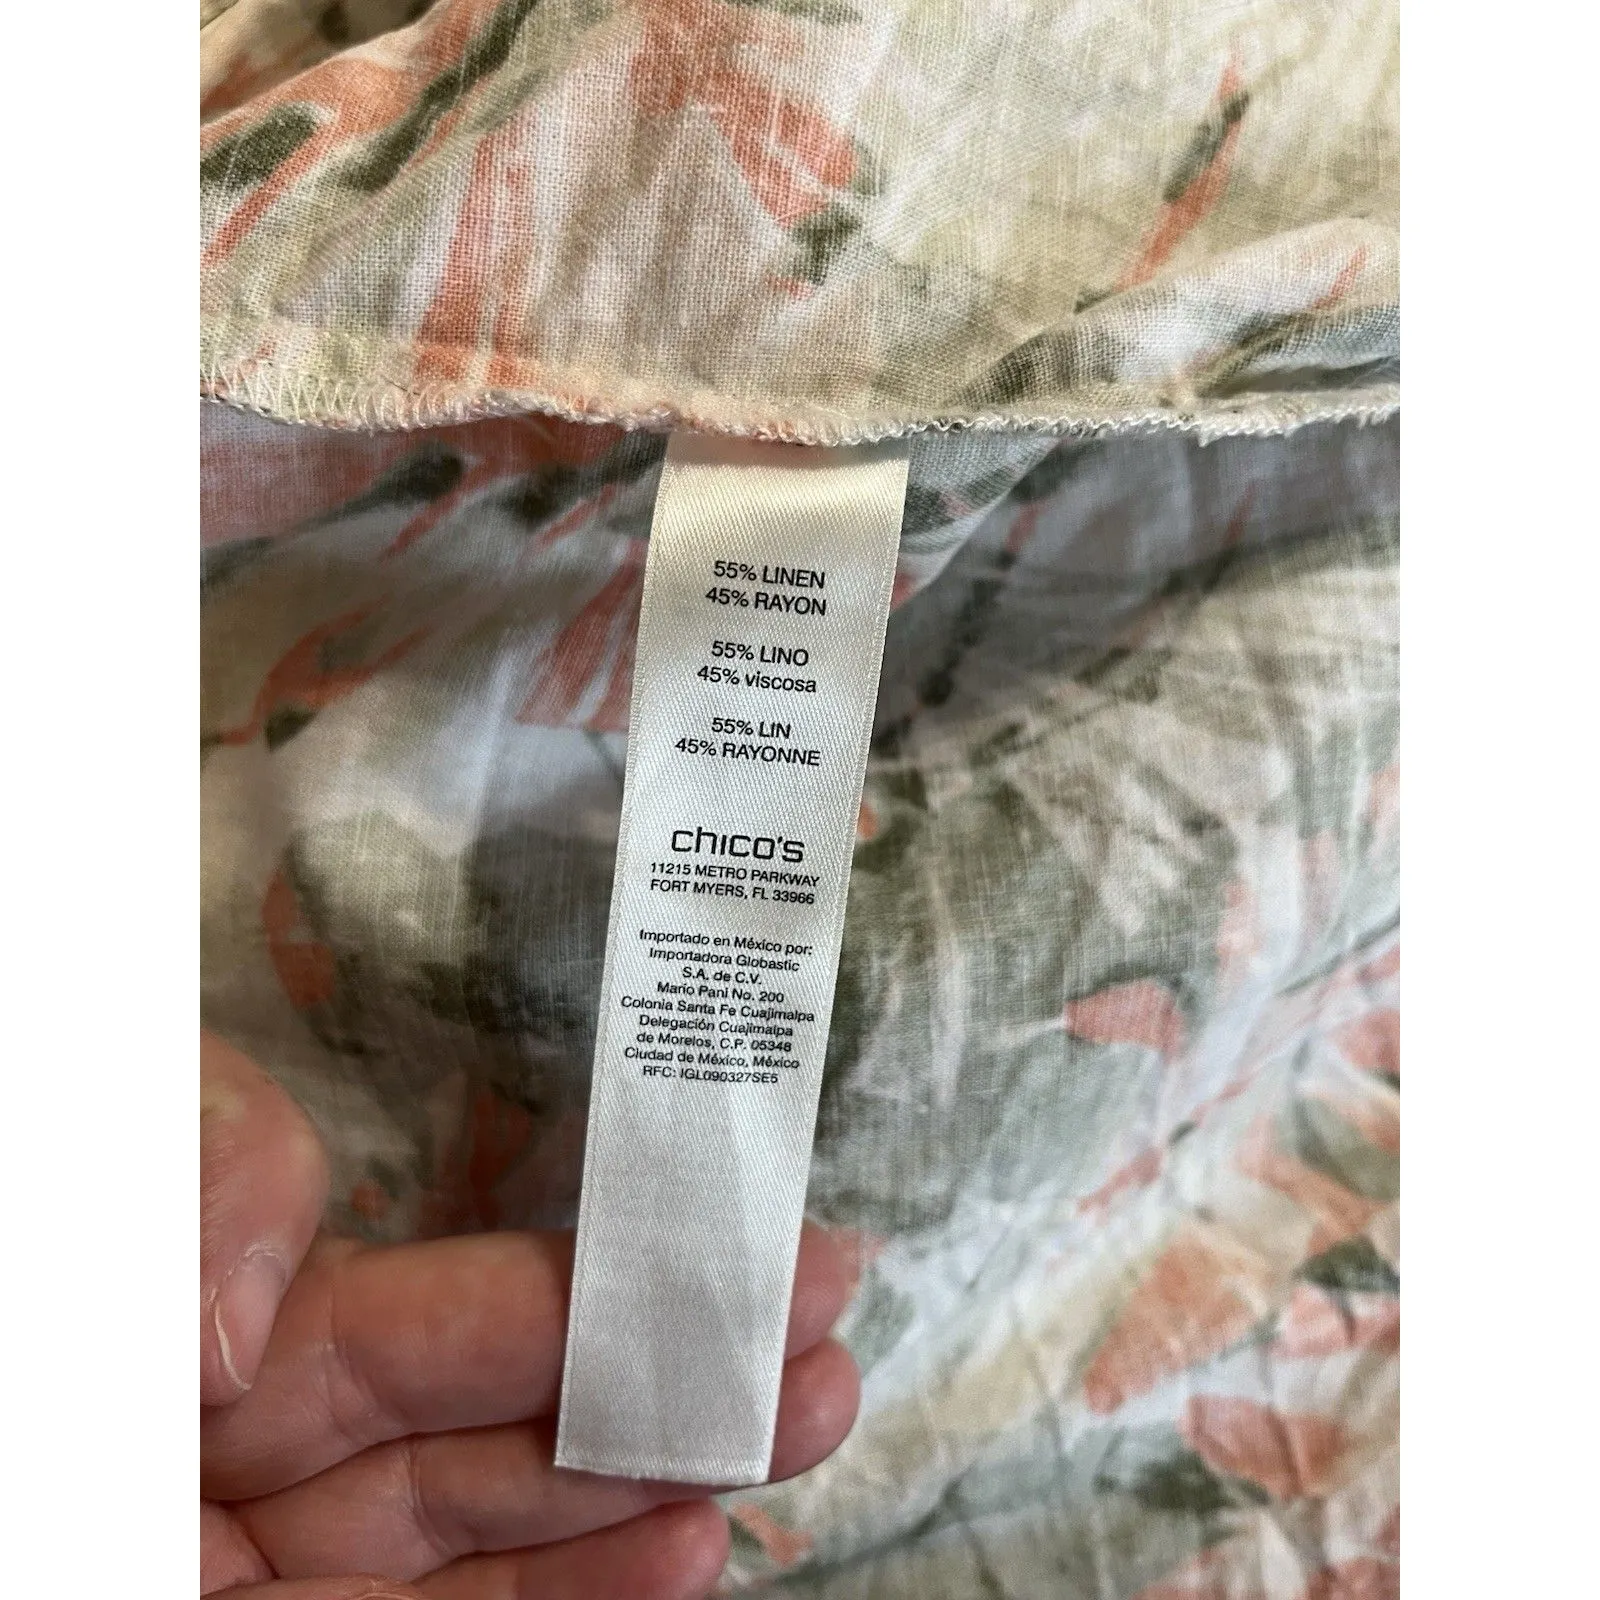 55% LINEN
45% RAYON
55% LINO
45% viscosa
55% LIN
45% RAYONNE
chico's
11215 METRO PARKWAY
FORT MYERS, FL 33966
Importado en México por:
Importadora Globastic
S.A. de C.V.
Mario Pani No. 200
Colonia Santa Fe Cuajimalpa
Delegación Cuajimalpa
de Morelos, C.P. 05348
Ciudad de México, México
RFC: IGL090327SE5